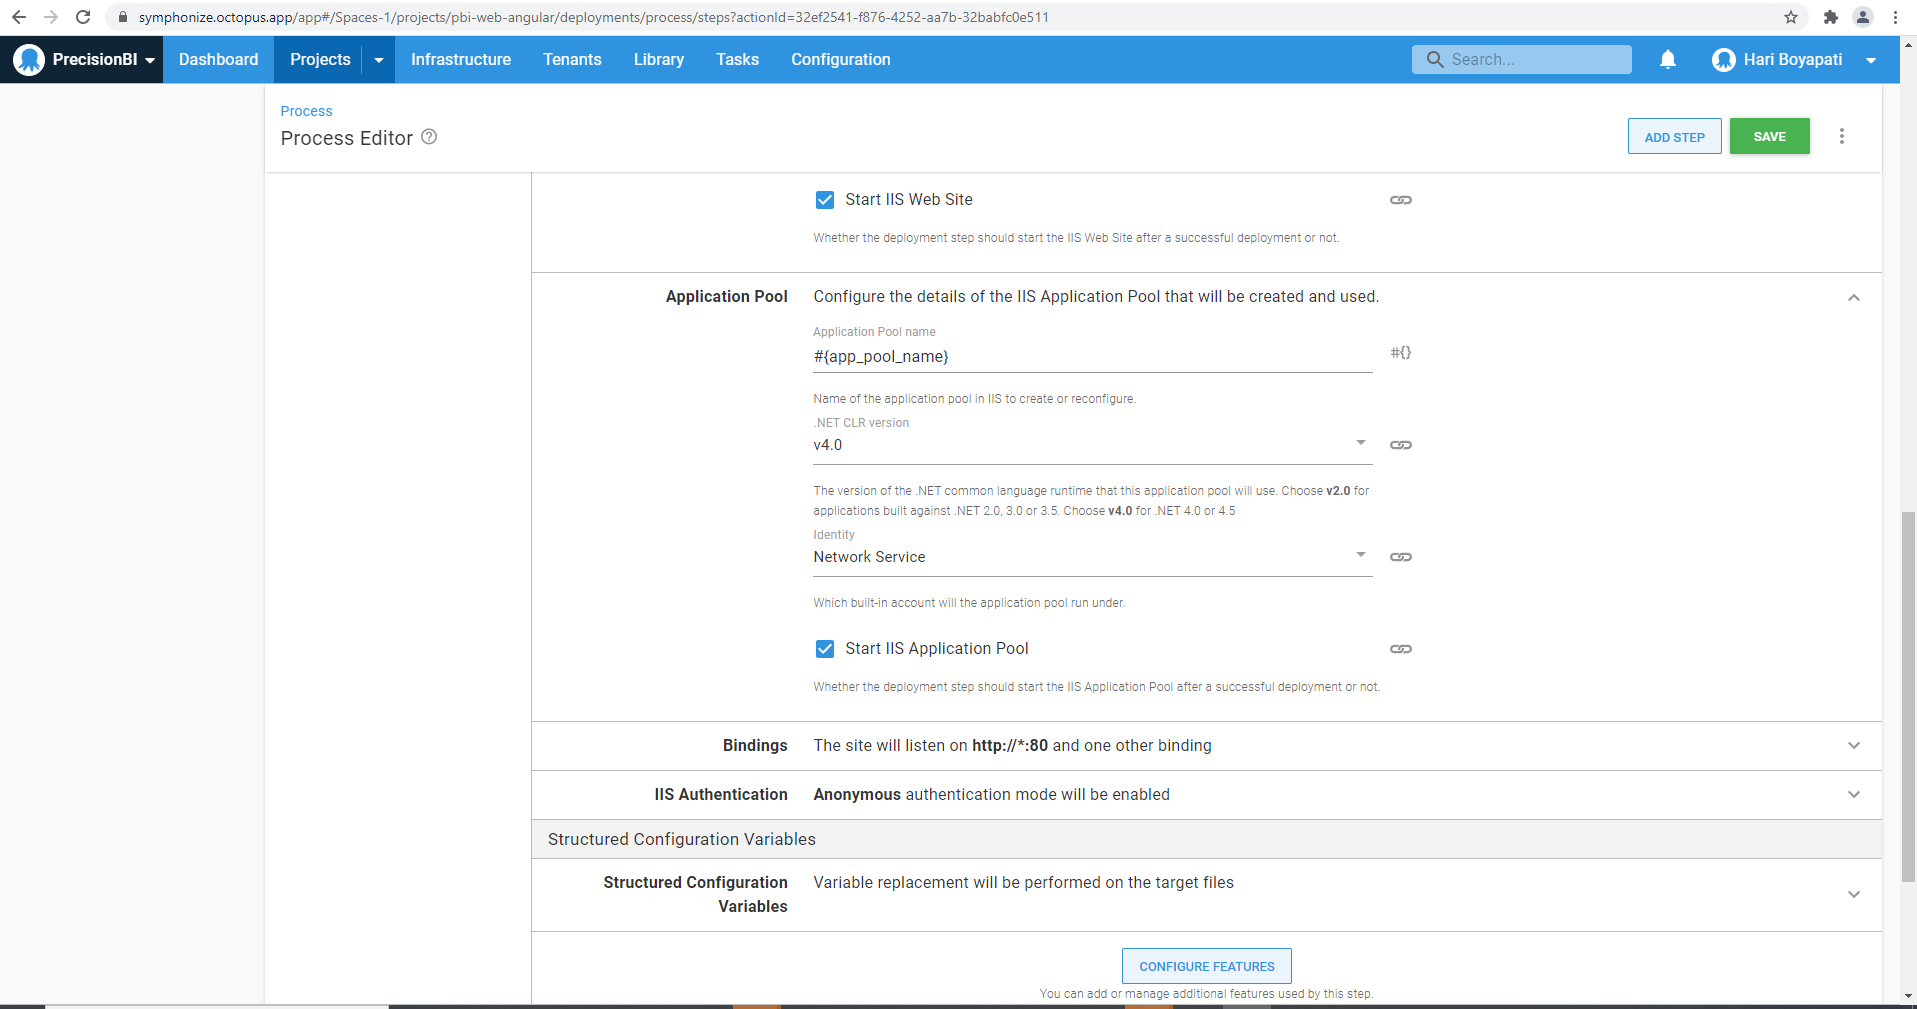 symphonize.octopus.app/app#/Spaces-1/projects/pbi-web-angular/deployments/process/steps?actionId=32ef2541-f876-4252-aa7b-32babfc0e511
PrecisionBI Dashboard Projects Infrastructure Tenants Library Tasks Configuration Search... Hari Boyapati
Process
Process Editor ?
ADD STEP SAVE
Start IIS Web Site
Whether the deployment step should start the IIS Web Site after a successful deployment or not.
Application Pool Configure the details of the IIS Application Pool that will be created and used.
Application Pool name
#{app_pool_name} #{}
Name of the application pool in IIS to create or reconfigure.
.NET CLR version
v4.0
The version of the .NET common language runtime that this application pool will use. Choose v2.0 for
applications built against .NET 2.0, 3.0 or 3.5. Choose v4.0 for .NET 4.0 or 4.5
Identity
Network Service
Which built-in account will the application pool run under.
Start IIS Application Pool
Whether the deployment step should start the IIS Application Pool after a successful deployment or not.
Bindings The site will listen on http://*:80 and one other binding
IIS Authentication Anonymous authentication mode will be enabled
Structured Configuration Variables
Structured Configuration Variable replacement will be performed on the target files
Variables
CONFIGURE FEATURES
You can add or manage additional features used by this step.